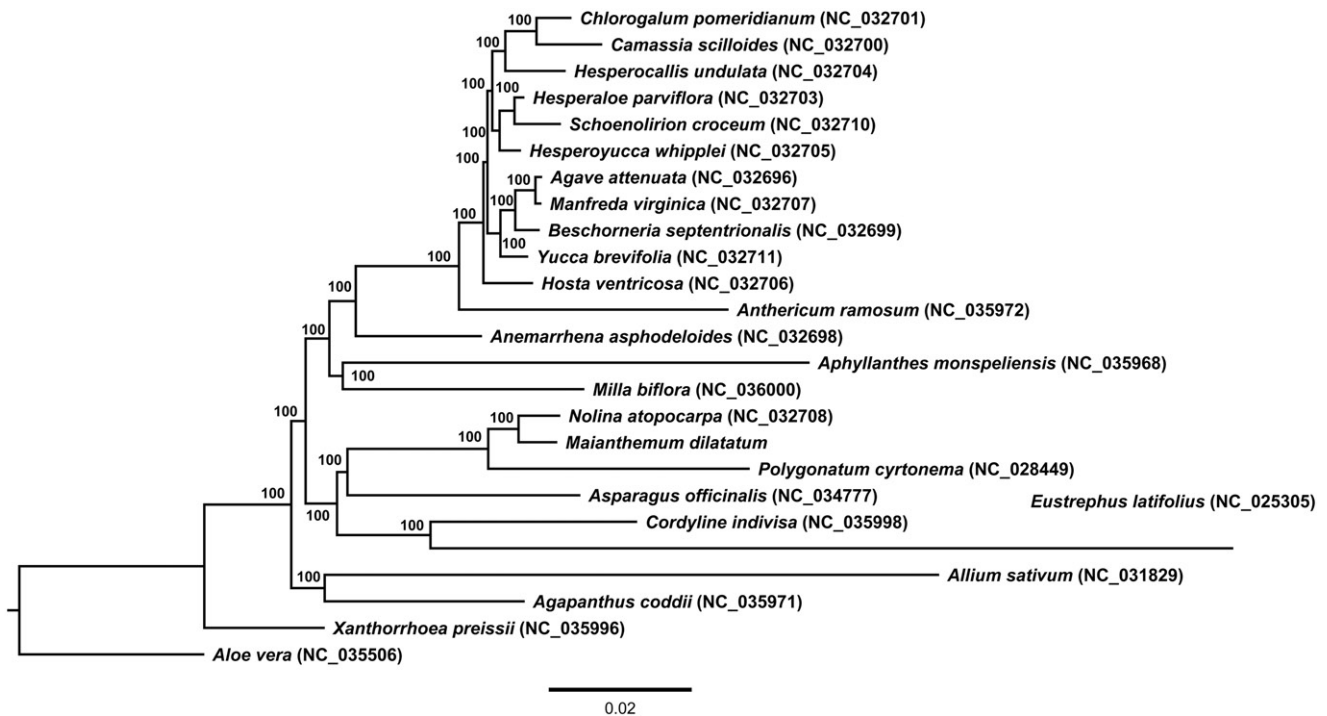 Chlorogalum pomeridianum (NC_032701)
100
Camassia scilloides (NC_032700)
100
Hesperocallis undulata (NC_032704)
100
100
Hesperaloe parviflora (NC_032703)
Schoenolirion croceum (NC_032710)
100
Hesperoyucca whipplei (NC_032705)
100
Agave attenuata (NC_032696)
100
Manfreda virginica (NC_032707)
100
100
Beschorneria septentrionalis (NC_032699)
100
Yucca brevifolia (NC_032711)
100
Hosta ventricosa (NC_032706)
100
Anthericum ramosum (NC_035972)
100
Anemarrhena asphodeloides (NC_032698)
Aphyllanthes monspeliensis (NC_035968)
100
Milla biflora (NC_036000)
100
Nolina atopocarpa (NC_032708)
100
Maianthemum dilatatum
100
100
Polygonatum cyrtonema (NC_028449)
Asparagus officinalis (NC_034777)
100
Eustrephus latifolius (NC_025305)
100
Cordyline indivisa (NC_035998)
100
Allium sativum (NC_031829)
100
Agapanthus coddii (NC_035971)
Xanthorrhoea preissii (NC_035996)
Aloe vera (NC_035506)
0.02